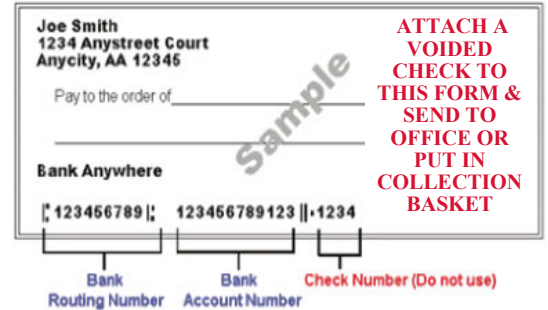 Joe Smith
1234 Anystreet Court
Anycity, AA 12345
Pay to the order of
Sample
Bank Anywhere
⑆123456789⑆ 123456789123⑈1234
ATTACH A
VOIDED
CHECK TO
THIS FORM &
SEND TO
OFFICE OR
PUT IN
COLLECTION
BASKET
Bank
Routing Number
Bank
Account Number
Check Number (Do not use)